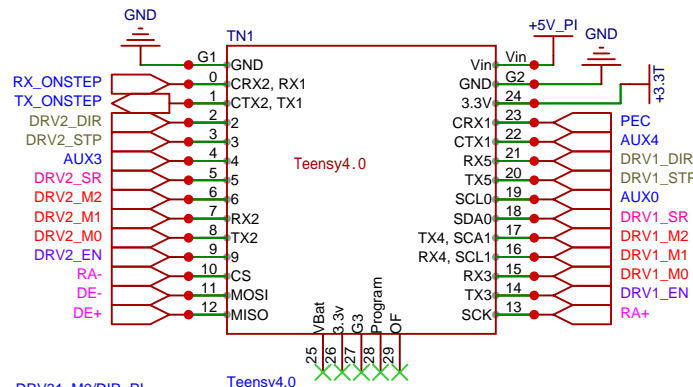 GND
TN1
+5V_PI
GND
G1 GND Vin Vin
RX_ONSTEP 0 CRX2, RX1 GND G2
TX_ONSTEP 1 CTX2, TX1 3.3V 24 +3.3T
DRV2_DIR 2 2 CRX1 23 PEC
DRV2_STP 3 3 CTX1 22 AUX4
AUX3 4 4 RX5 21 DRV1_DIR
Teensy4.0
DRV2_SR 5 5 TX5 20 DRV1_STP
DRV2_M2 6 6 SCL0 19 AUX0
DRV2_M1 7 RX2 SDA0 18 DRV1_SR
DRV2_M0 8 TX2 TX4, SCA1 17 DRV1_M2
DRV2_EN 9 9 RX4, SCL1 16 DRV1_M1
RA- 10 CS RX3 15 DRV1_M0
DE- 11 MOSI TX3 14 DRV1_EN
DE+ 12 MISO SCK 13 RA+
VBat 3.3v G3 Program OF
25 26 27 28 29
Teensy4.0